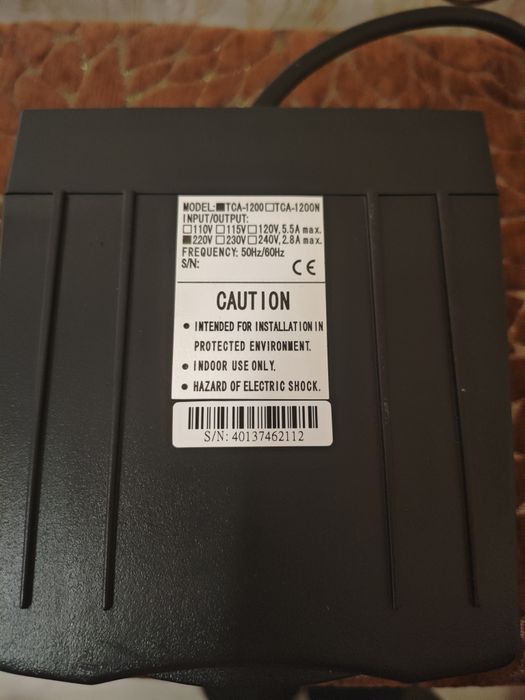 MODEL:■TCA-1200□TCA-1200N
INPUT/OUTPUT:
□110V □115V □120V, 5.5A max.
■220V □230V □240V, 2.8A max.
FREQUENCY: 50Hz/60Hz
S/N: CE
CAUTION
● INTENDED FOR INSTALLATION IN
PROTECTED ENVIRONMENT.
● INDOOR USE ONLY.
● HAZARD OF ELECTRIC SHOCK.
S/N: 40137462112